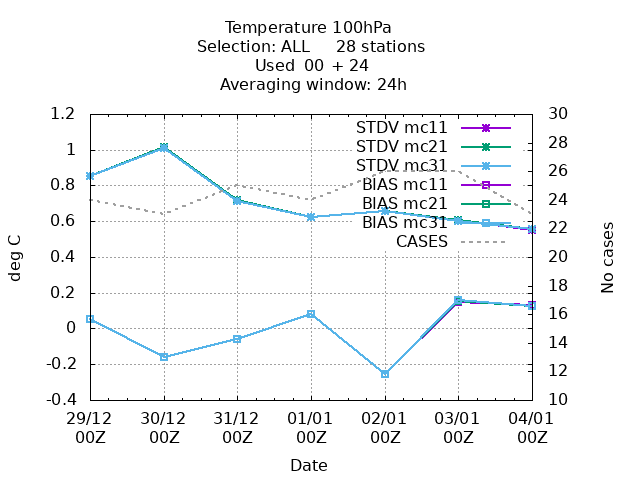 Temperature 100hPa
Selection: ALL 28 stations
Used 00 + 24
Averaging window: 24h
1.2
1
0.8
0.6
0.4
0.2
0
-0.2
-0.4
deg C
STDV mc11
STDV mc21
STDV mc31
BIAS mc11
BIAS mc21
BIAS mc31
CASES
30
28
26
24
22
20
18
16
14
12
10
No cases
29/12 30/12 31/12 01/01 02/01 03/01 04/01
00Z 00Z 00Z 00Z 00Z 00Z 00Z
Date